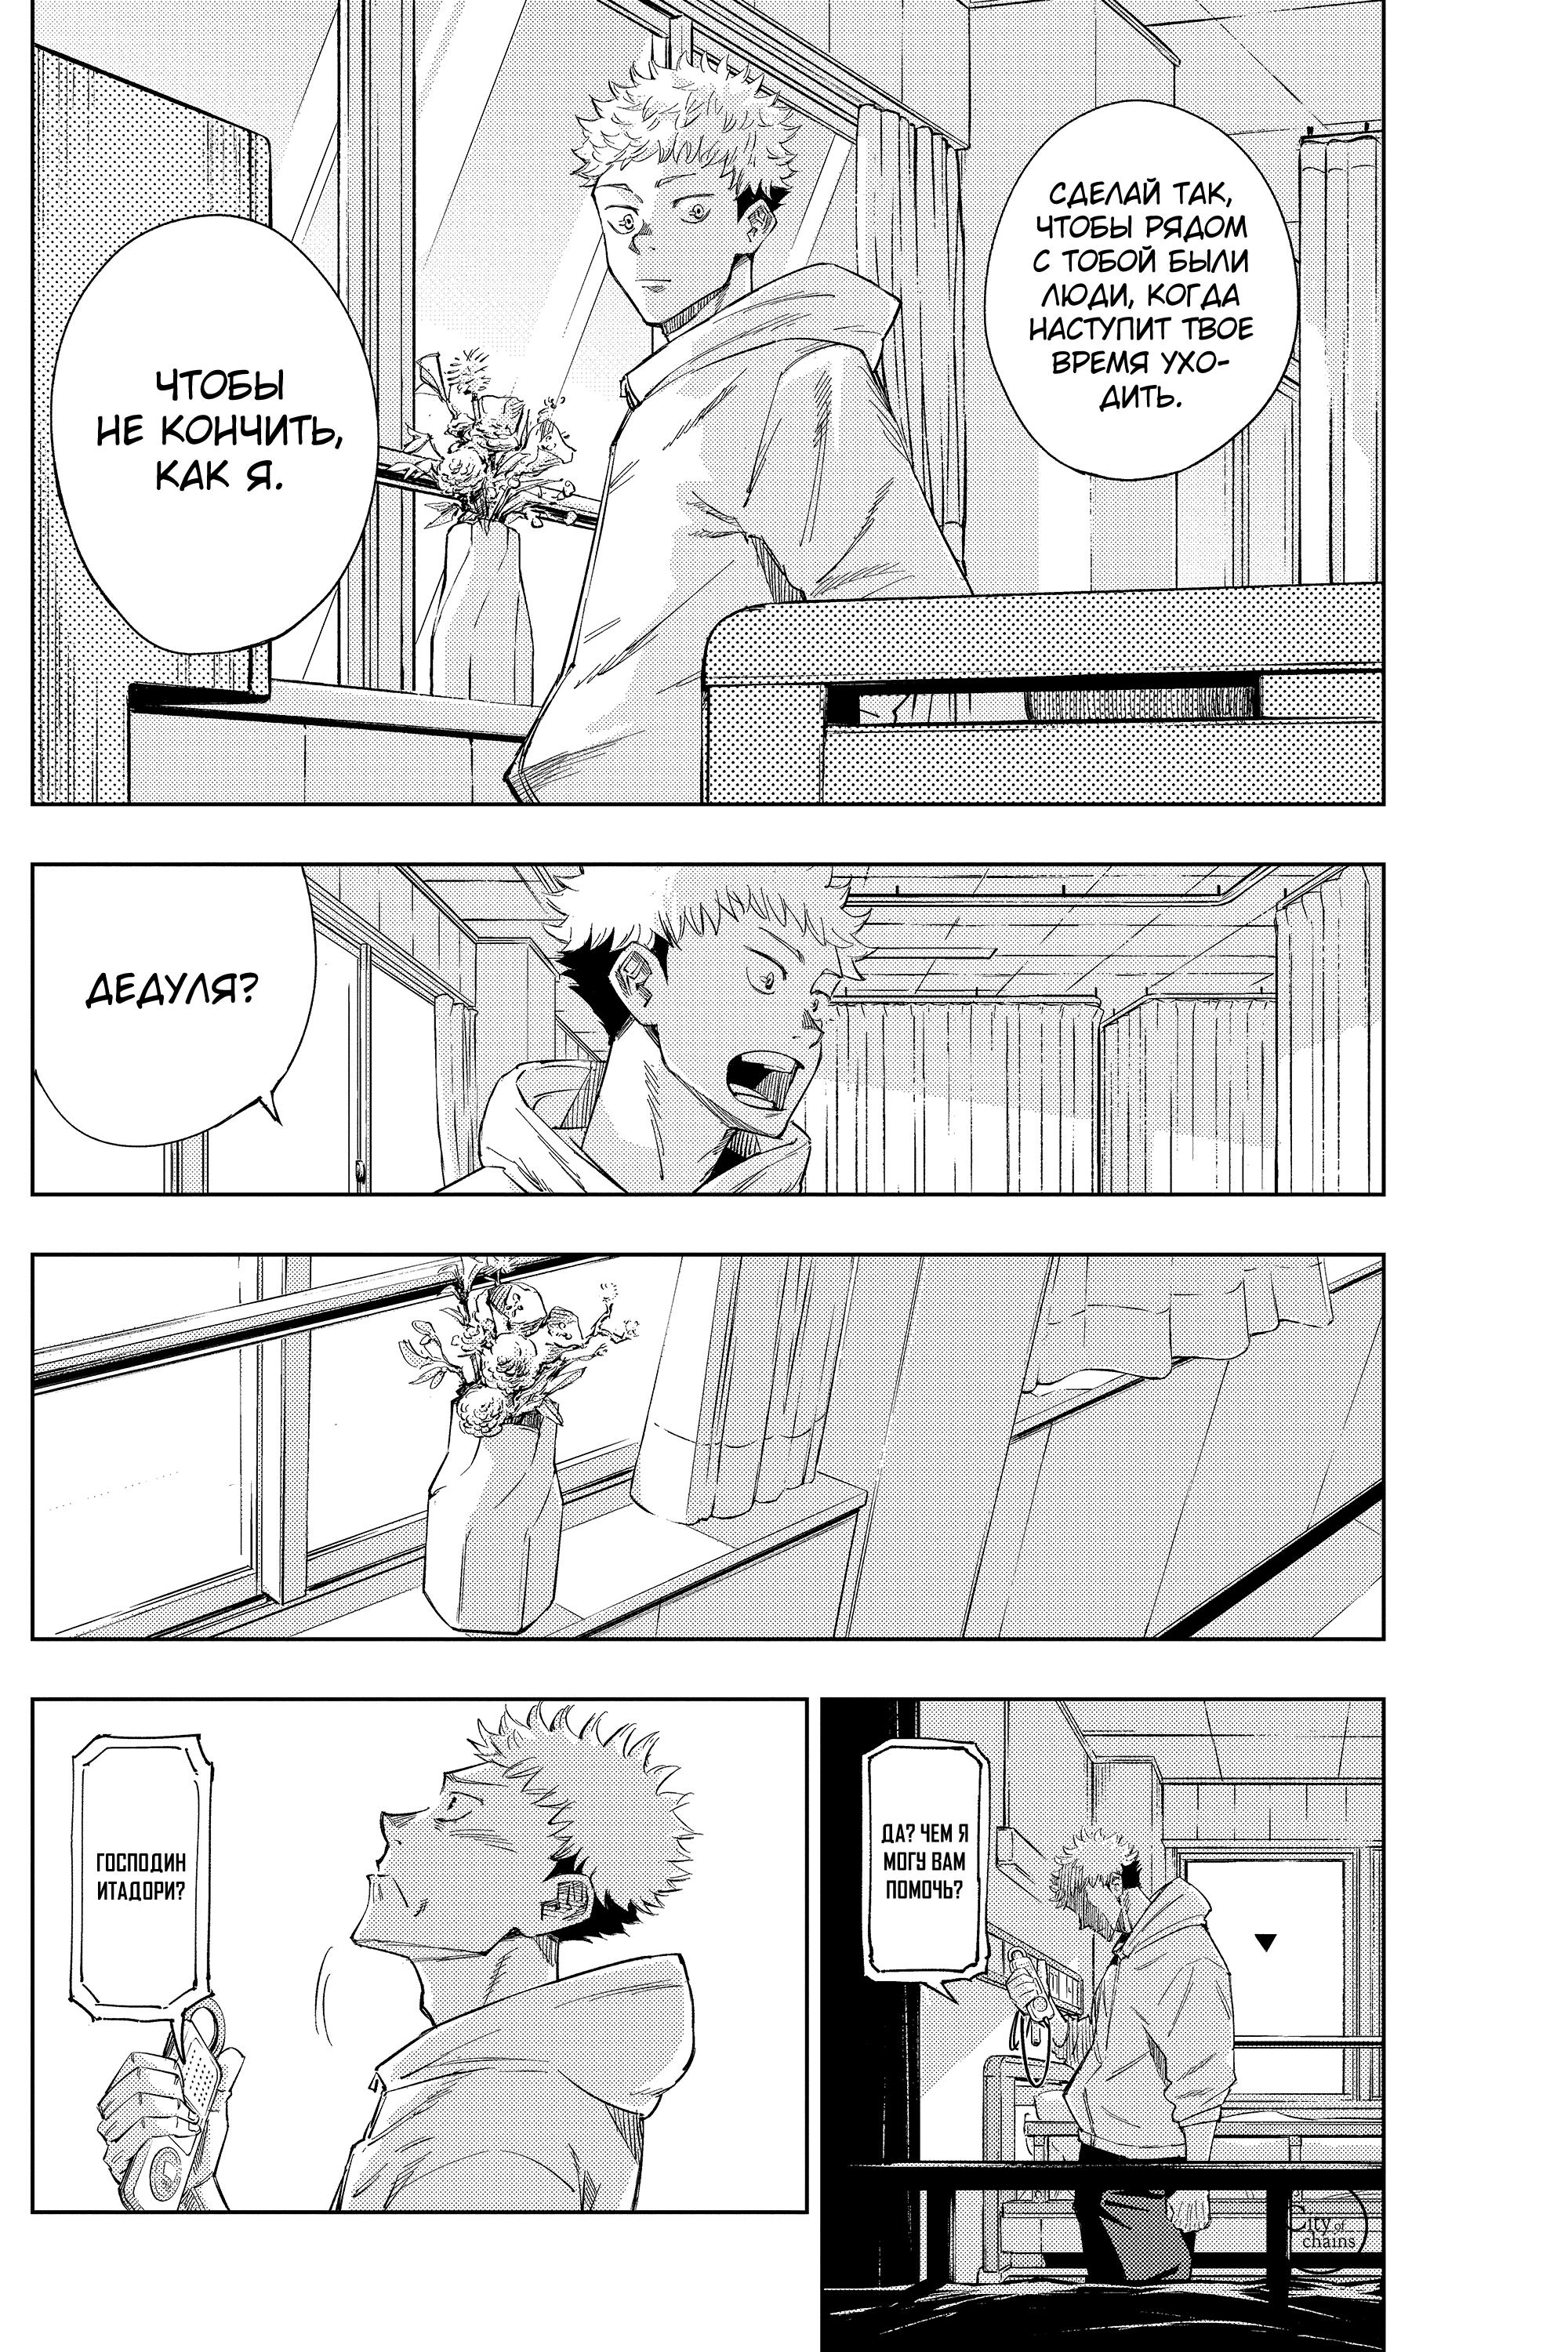 СДЕЛАЙ ТАК,
ЧТОБЫ РЯДОМ
С ТОБОЙ БЫЛИ
ЛЮДИ, КОГДА
НАСТУПИТ ТВОЕ
ВРЕМЯ УХО-
ДИТЬ.
ЧТОБЫ
НЕ КОНЧИТЬ,
КАК Я.
ДЕДУЛЯ?
ДА? ЧЕМ Я
МОГУ ВАМ
ПОМОЧЬ?
ГОСПОДИН
ИТАДОРИ?
City of
chains